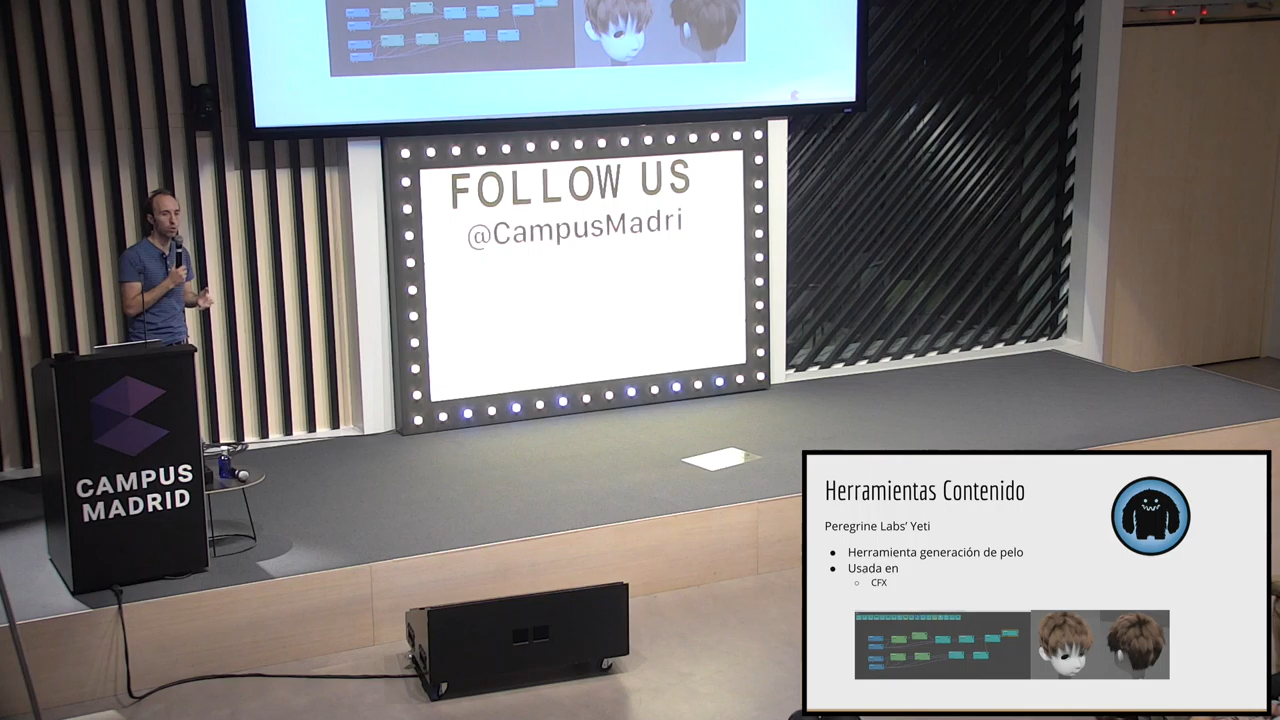 FOLLOW US
@CampusMadri
CAMPUS
MADRID
Herramientas Contenido
Peregrine Labs' Yeti
● Herramienta generación de pelo
● Usada en
○ CFX